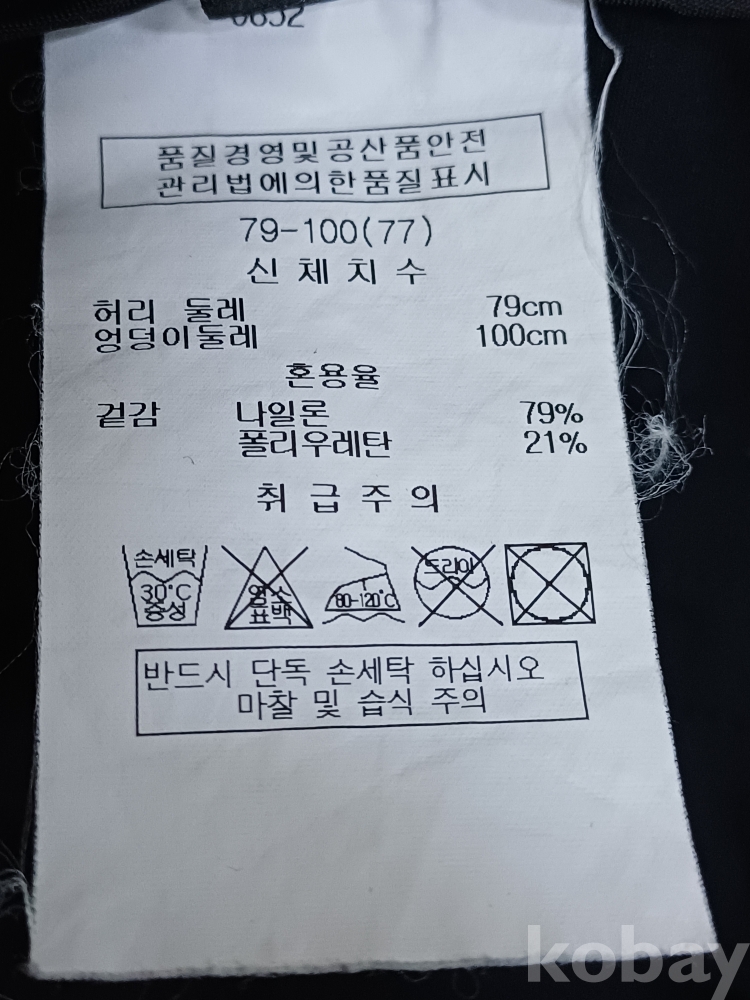 0652
품질경영및공산품안전
관리법에의한품질표시
79-100(77)
신체치수
허리 둘레 79cm
엉덩이둘레 100cm
혼용율
겉감 나일론 79%
폴리우레탄 21%
취급주의
손세탁
30°C
중성
염소
표백
80-120°C
드라이
반드시 단독 손세탁 하십시오
마찰 및 습식 주의
kobay